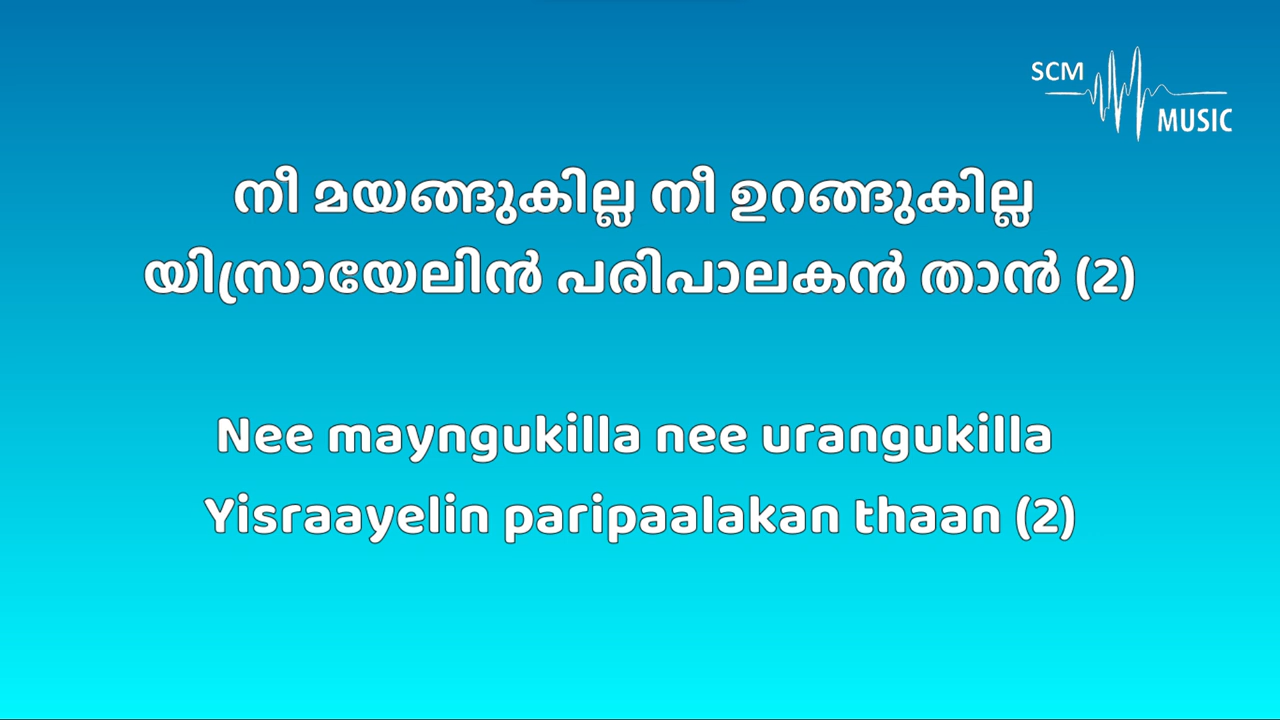 SCM
MUSIC
നീ മയങ്ങുകില്ല നീ ഉറങ്ങുകില്ല
യിസ്രായേലിൻ പരിപാലകൻ താൻ (2)
Nee mayngukilla nee urangukilla
Yisraayelin paripaalakan thaan (2)